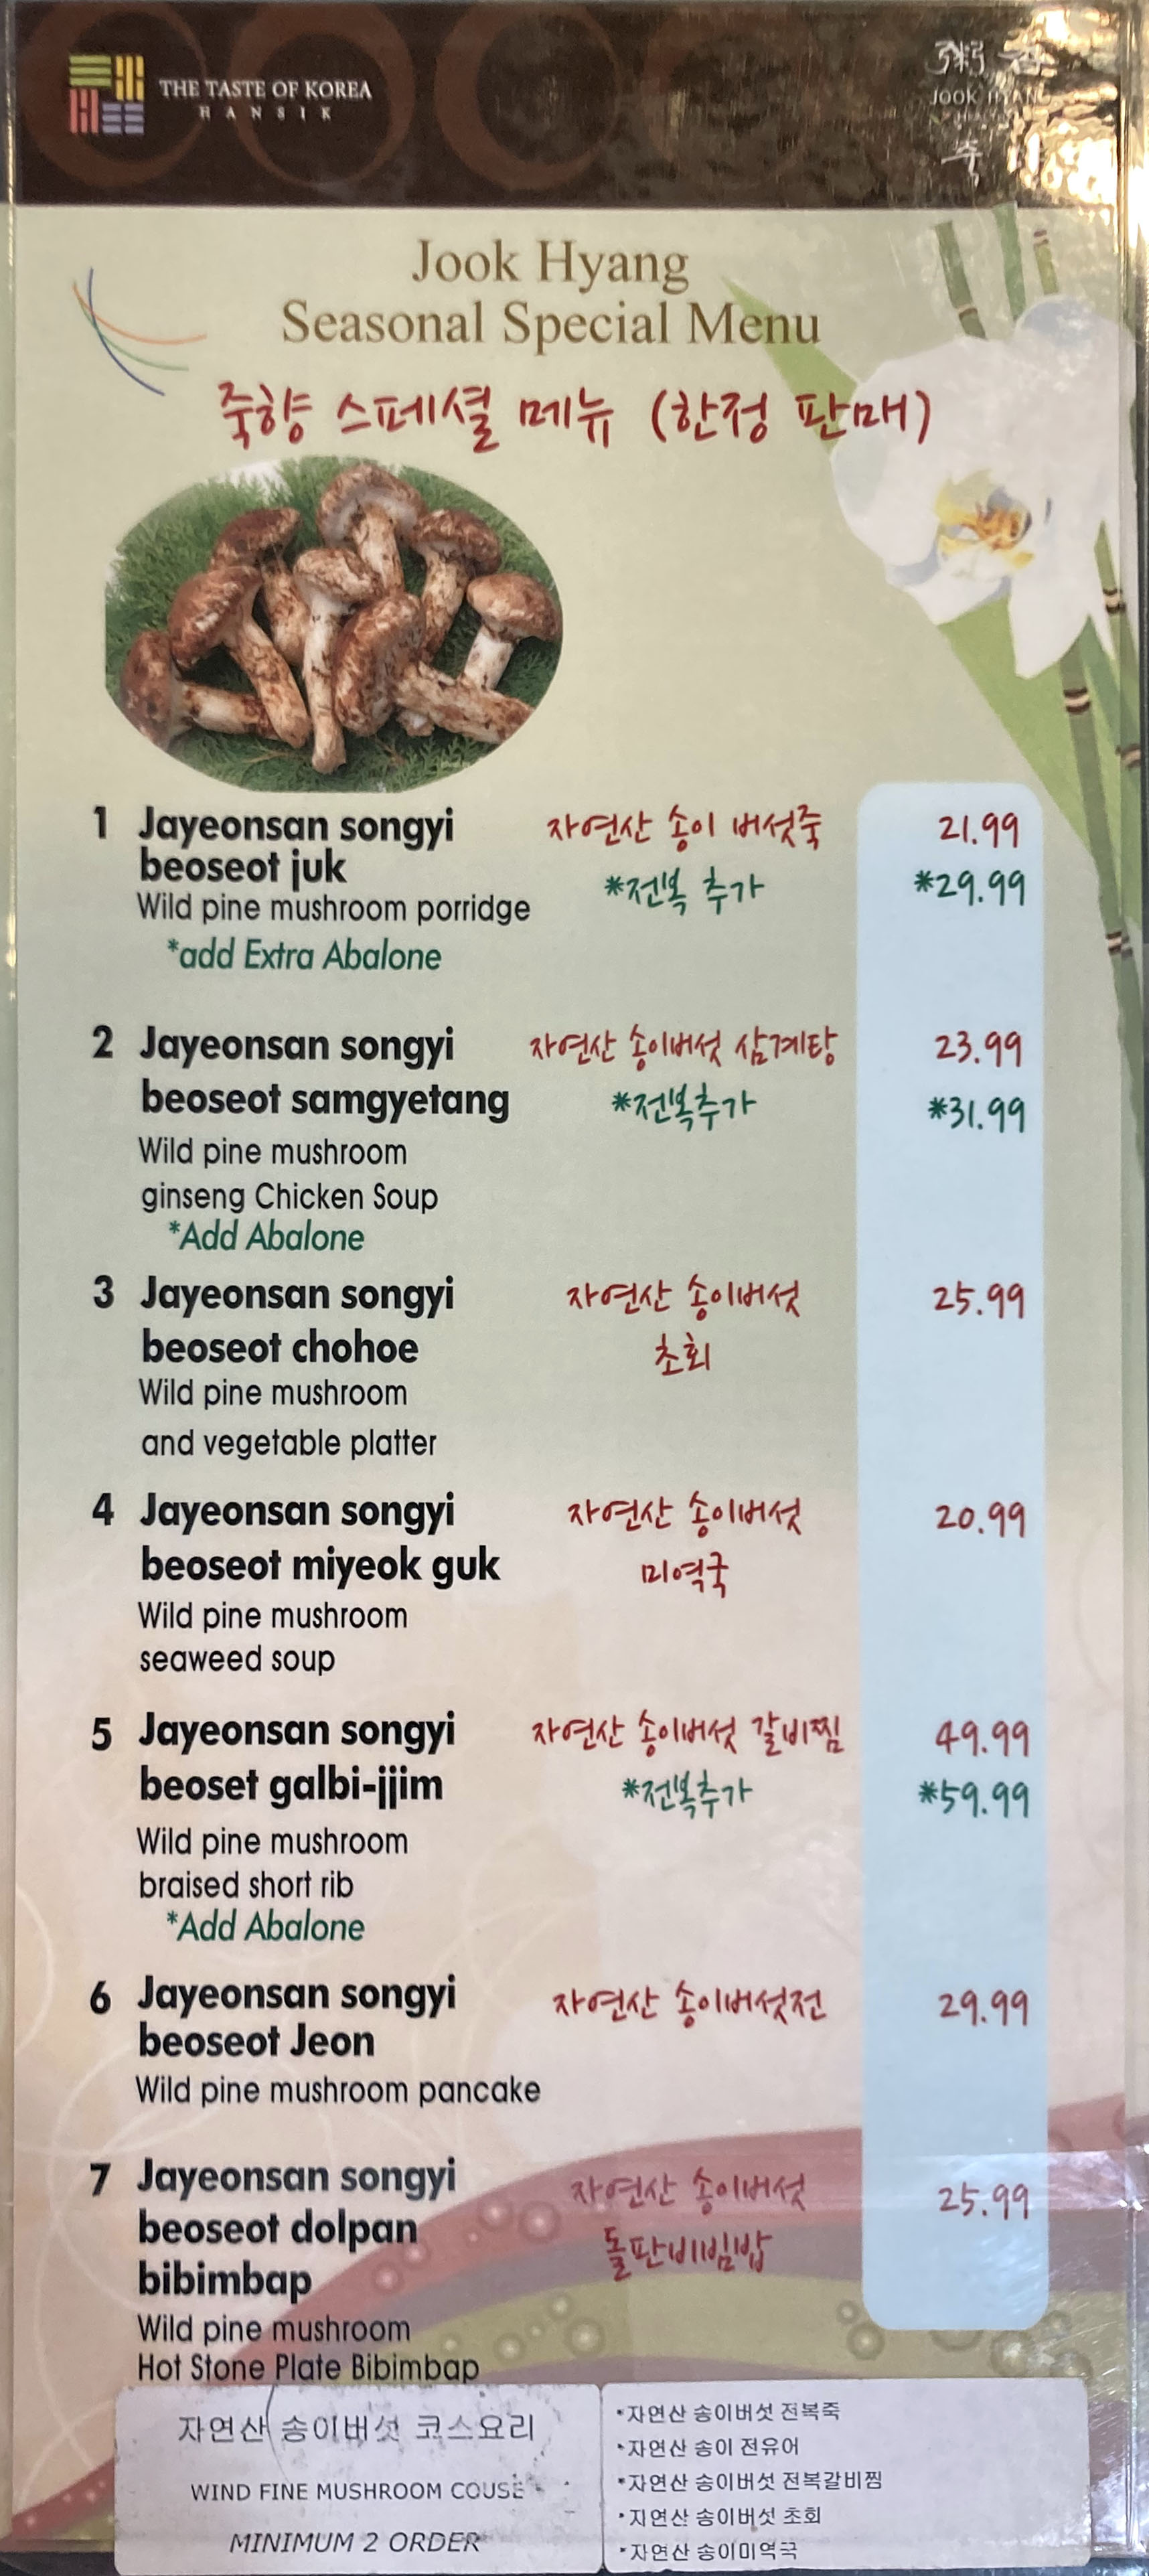 THE TASTE OF KOREA
HANSIK
Jook Hyang
Seasonal Special Menu
죽향 스페셜 메뉴 (한정 판매)
1 Jayeonsan songyi 자연산 송이 버섯죽 21.99
beoseot juk *전복 추가 *29.99
Wild pine mushroom porridge
*add Extra Abalone
2 Jayeonsan songyi 자연산 송이버섯 삼계탕 23.99
beoseot samgyetang *전복추가 *31.99
Wild pine mushroom
ginseng Chicken Soup
*Add Abalone
3 Jayeonsan songyi 자연산 송이버섯 25.99
beoseot chohoe 초회
Wild pine mushroom
and vegetable platter
4 Jayeonsan songyi 자연산 송이버섯 20.99
beoseot miyeok guk 미역국
Wild pine mushroom
seaweed soup
5 Jayeonsan songyi 자연산 송이버섯 갈비찜 49.99
beoset galbi-jjim *전복추가 *59.99
Wild pine mushroom
braised short rib
*Add Abalone
6 Jayeonsan songyi 자연산 송이버섯전 29.99
beoseot Jeon
Wild pine mushroom pancake
7 Jayeonsan songyi 자연산 송이버섯 25.99
beoseot dolpan 돌판비빔밥
bibimbap
Wild pine mushroom
Hot Stone Plate Bibimbap
자연산 송이버섯 코스요리
WIND FINE MUSHROOM COUSE
MINIMUM 2 ORDER
*자연산 송이버섯 전복죽
*자연산 송이 전유어
*자연산 송이버섯 전복갈비찜
*지연산 송이버섯 초회
*자연산 송이미역국